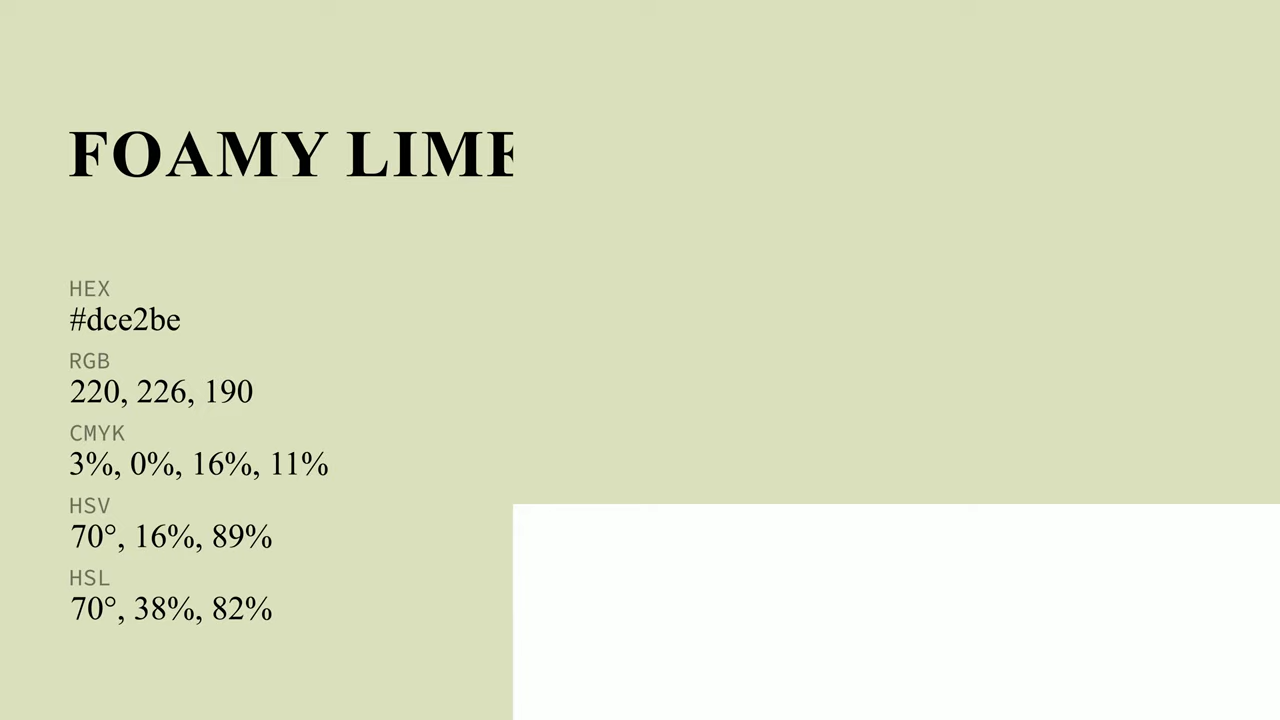 FOAMY LIME
HEX
#dce2be
RGB
220, 226, 190
CMYK
3%, 0%, 16%, 11%
HSV
70°, 16%, 89%
HSL
70°, 38%, 82%